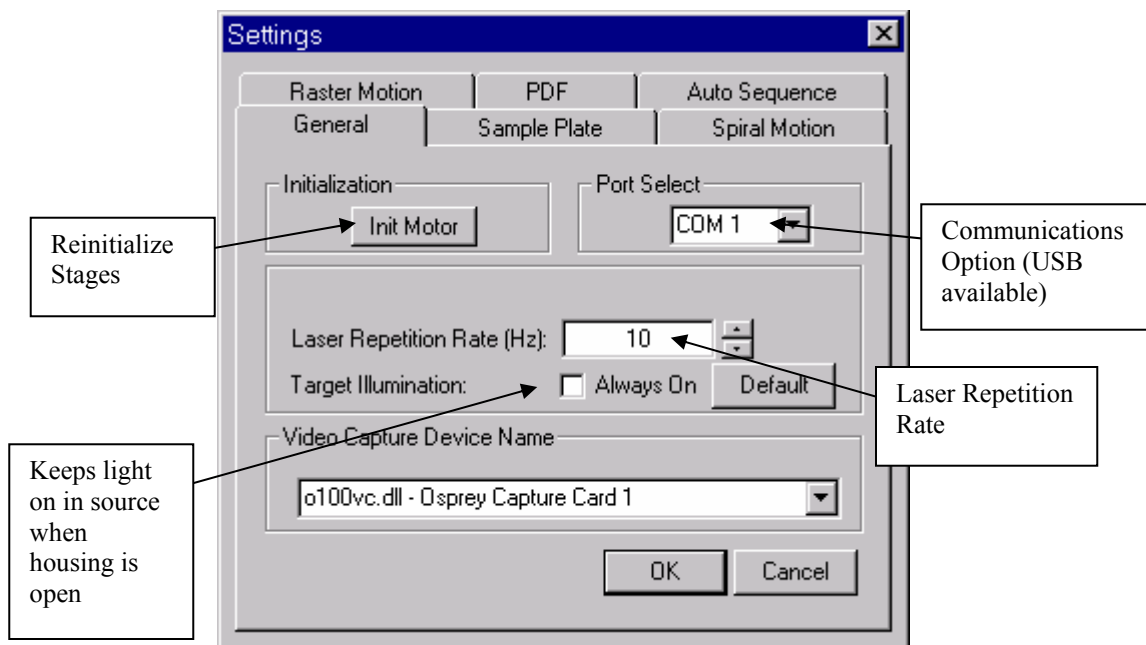 Settings
Raster Motion PDF Auto Sequence
General Sample Plate Spiral Motion
Initialization
Init Motor
Port Select
COM 1
Reinitialize
Stages
Communications
Option (USB
available)
Laser Repetition Rate (Hz): 10
Target Illumination: Always On Default
Laser Repetition
Rate
Keeps light
on in source
when
housing is
open
Video Capture Device Name
o100vc.dll - Osprey Capture Card 1
OK Cancel